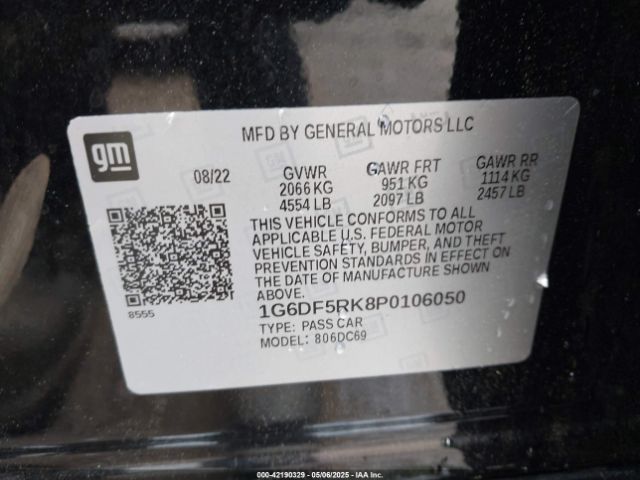 MFD BY GENERAL MOTORS LLC
gm
08/22 GVWR GAWR FRT GAWR RR
2066 KG 951 KG 1114 KG
4554 LB 2097 LB 2457 LB
THIS VEHICLE CONFORMS TO ALL
APPLICABLE U.S. FEDERAL MOTOR
VEHICLE SAFETY, BUMPER, AND THEFT
PREVENTION STANDARDS IN EFFECT ON
THE DATE OF MANUFACTURE SHOWN
ABOVE.
8555
1G6DF5RK8P0106050
TYPE: PASS CAR
MODEL: 806DC69
000-42190329 - 05/06/2025 - IAA Inc.